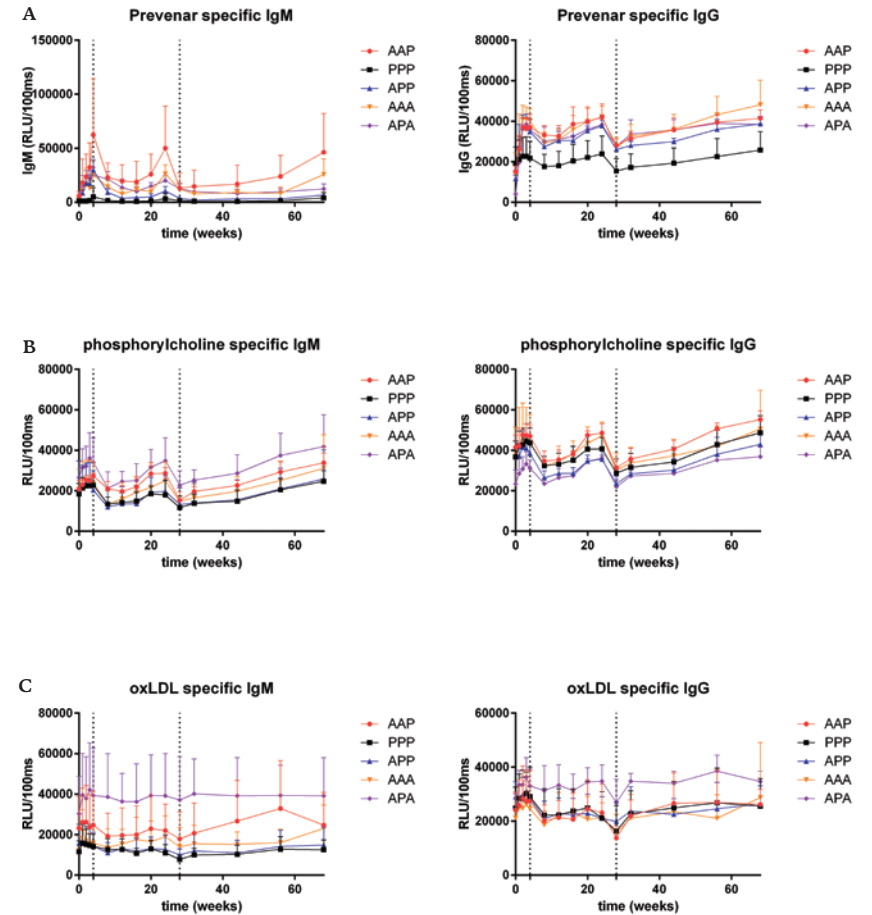 A
Prevenar specific IgM
150000
100000
50000
0
IgM (RLU/100ms)
0 20 40 60
time (weeks)
AAP
PPP
APP
AAA
APA
Prevenar specific IgG
80000
60000
40000
20000
0
IgG (RLU/100ms)
0 20 40 60
time (weeks)
AAP
PPP
APP
AAA
APA
B
phosphorylcholine specific IgM
80000
60000
40000
20000
0
RLU/100ms
0 20 40 60
time (weeks)
AAP
PPP
APP
AAA
APA
phosphorylcholine specific IgG
80000
60000
40000
20000
0
RLU/100ms
0 20 40 60
time (weeks)
AAP
PPP
APP
AAA
APA
C
oxLDL specific IgM
80000
60000
40000
20000
0
RLU/100ms
0 20 40 60
time (weeks)
AAP
PPP
APP
AAA
APA
oxLDL specific IgG
60000
40000
20000
0
RLU/100ms
0 20 40 60
time (weeks)
AAP
PPP
APP
AAA
APA